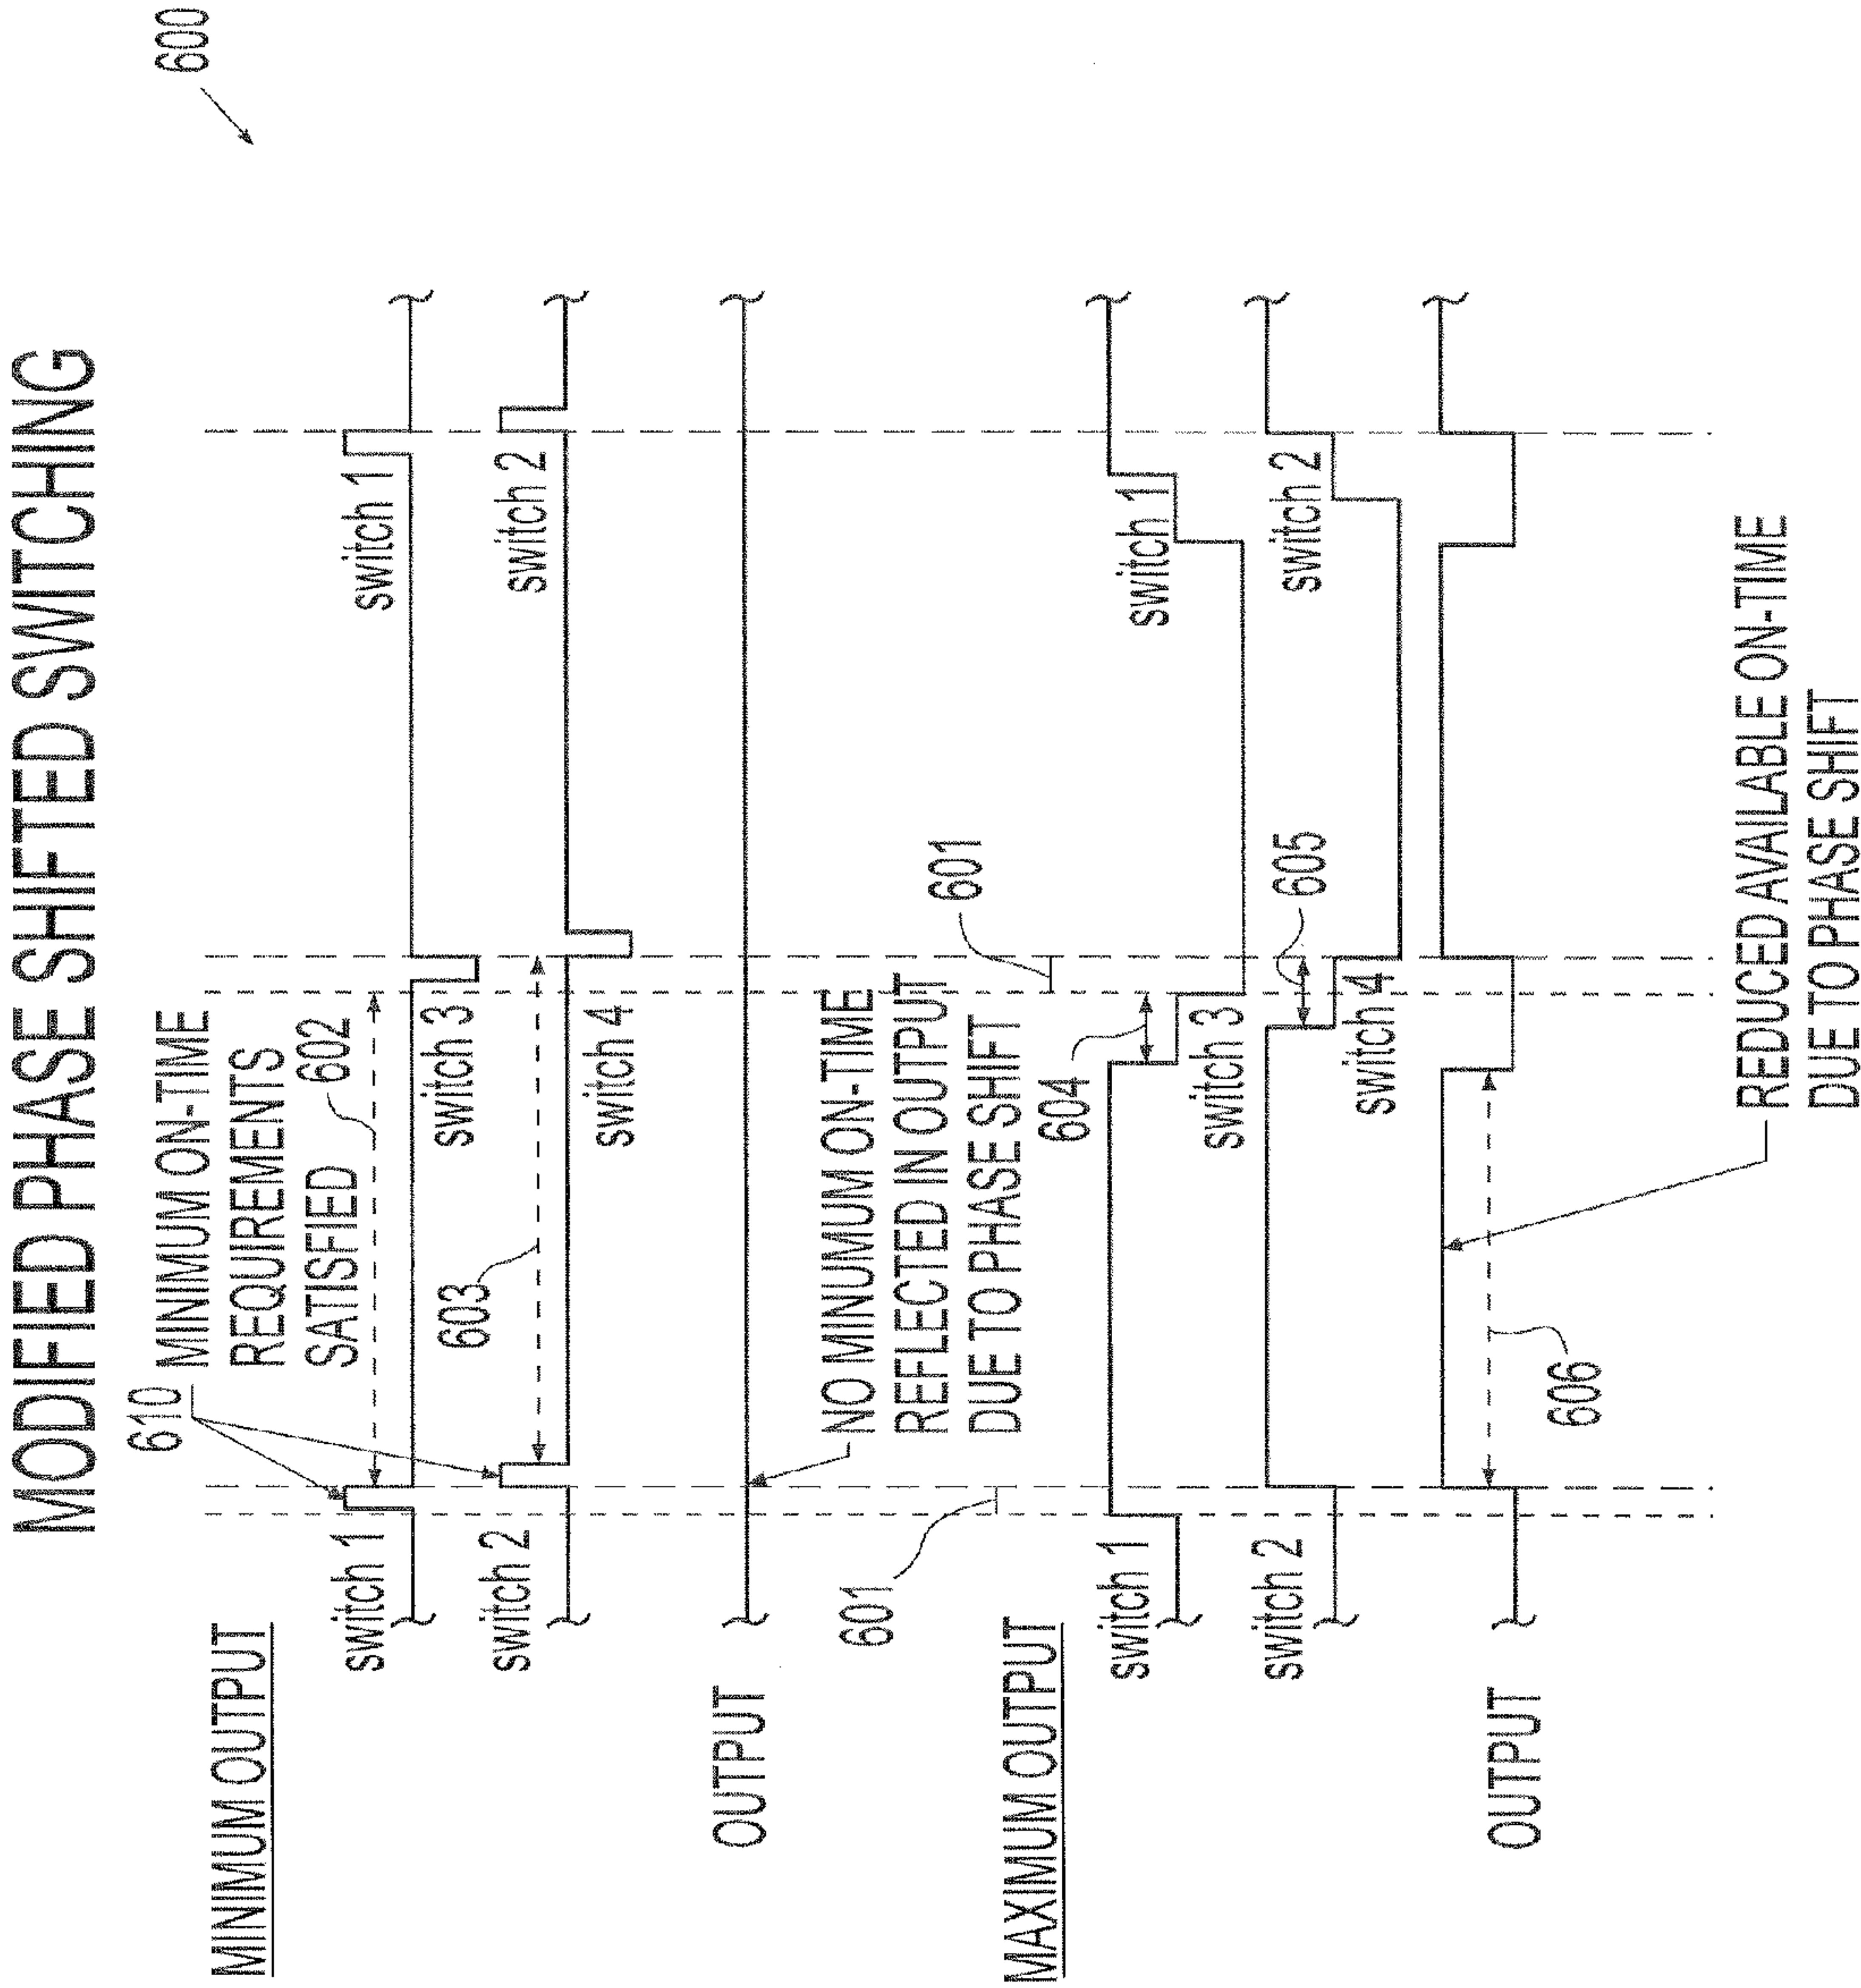 MODIFIED PHASE SHIFTED SWITCHING
600
MINIMUM OUTPUT
610
MINIMUM ON-TIME
REQUIREMENTS
SATISFIED
602
switch 1
switch 3
switch 1
switch 2
603
switch 4
switch 2
OUTPUT
NO MINUMUM ON-TIME
REFLECTED IN OUTPUT
DUE TO PHASE SHIFT
601
601
MAXIMUM OUTPUT
604
switch 1
switch 3
switch 1
switch 2
605
switch 4
switch 2
OUTPUT
606
REDUCED AVAILABLE ON-TIME
DUE TO PHASE SHIFT